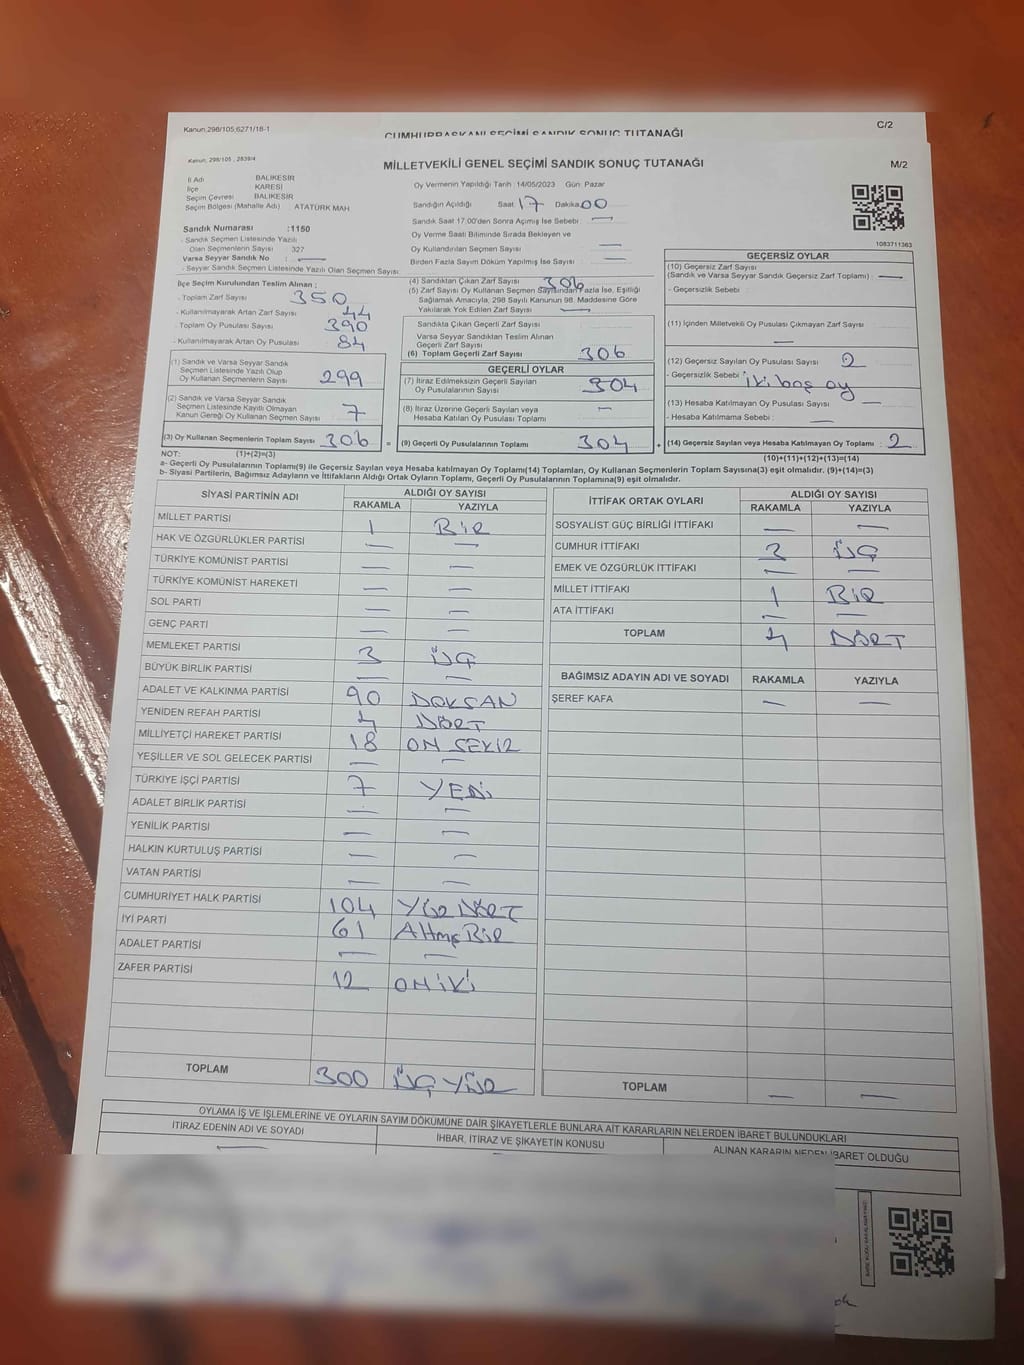 Kanun;298/105;6271/18-1
C/2
CUMHURBAŞKANI SEÇİMİ SANDIK SONUÇ TUTANAĞI
Kanun; 298/105 , 2839/4
MİLLETVEKİLİ GENEL SEÇİMİ SANDIK SONUÇ TUTANAĞI
M/2
İl Adı BALIKESİR
İlçe KARESİ
Seçim Çevresi BALIKESİR
Seçim Bölgesi (Mahalle Adı) : ATATÜRK MAH
Oy Vermenin Yapıldığı Tarih :14/05/2023 Gün: Pazar
Sandığın Açıldığı Saat 17 Dakika 00
Sandık Saat 17.00'den Sonra Açımış İse Sebebi : —
Oy Verme Saati Bitiminde Sırada Bekleyen ve
Oy Kullandırılan Seçmen Sayısı : —
Birden Fazla Sayım Döküm Yapılmış İse Sayısı : —
1083711363
Sandık Numarası :1150
- Sandık Seçmen Listesinde Yazılı
Olan Seçmenlerin Sayısı : 327
Varsa Seyyar Sandık No : —
- Seyyar Sandık Seçmen Listesinde Yazılı Olan Seçmen Sayısı:
İlçe Seçim Kurulundan Teslim Alınan ;
- Toplam Zarf Sayısı : 350
- Kullanılmayarak Artan Zarf Sayısı : 44
- Toplam Oy Pusulası Sayısı : 390
- Kullanılmayarak Artan Oy Pusulası : 84
(1) Sandık ve Varsa Seyyar Sandık
Seçmen Listesinde Yazılı Olup
Oy Kullanan Seçmenlerin Sayısı : 299
(2) Sandık ve Varsa Seyyar Sandık
Seçmen Listesinde Kayıtlı Olmayan
Kanun Gereği Oy Kullanan Seçmen Sayısı : 7
(3) Oy Kullanan Seçmenlerin Toplam Sayısı : 306
(4) Sandıktan Çıkan Zarf Sayısı : 306
(5) Zarf Sayısı Oy Kullanan Seçmen Sayısından Fazla İse, Eşitliği
Sağlamak Amacıyla, 298 Sayılı Kanunun 98. Maddesine Göre
Yakılarak Yok Edilen Zarf Sayısı : —
Sandıkta Çıkan Geçerli Zarf Sayısı :
Varsa Seyyar Sandıktan Teslim Alınan
Geçerli Zarf Sayısı :
(6) Toplam Geçerli Zarf Sayısı : 306
GEÇERLİ OYLAR
(7) İtiraz Edilmeksizin Geçerli Sayılan
Oy Pusulalarının Sayısı : 304
(8) İtiraz Üzerine Geçerli Sayılan veya
Hesaba Katılan Oy Pusulası Toplamı : —
= (9) Geçerli Oy Pusulalarının Toplamı : 304
GEÇERSİZ OYLAR
(10) Geçersiz Zarf Sayısı
(Sandık ve Varsa Seyyar Sandık Geçersiz Zarf Toplamı) : —
- Geçersizlik Sebebi :
(11) İçinden Milletvekili Oy Pusulası Çıkmayan Zarf Sayısı :
—
(12) Geçersiz Sayılan Oy Pusulası Sayısı : 2
- Geçersizlik Sebebi : iki boş oy
(13) Hesaba Katılmayan Oy Pusulası Sayısı : —
- Hesaba Katılmama Sebebi : —
+ (14) Geçersiz Sayılan veya Hesaba Katılmayan Oy Toplamı : 2
NOT: (1)+(2)=(3)
(10)+(11)+(12)+(13)=(14)
a- Geçerli Oy Pusulalarının Toplamı(9) ile Geçersiz Sayılan veya Hesaba katılmayan Oy Toplamı(14) Toplamları, Oy Kullanan Seçmenlerin Toplam Sayısına(3) eşit olmalıdır. (9)+(14)=(3)
b- Siyasi Partilerin, Bağımsız Adayların ve İttifakların Aldığı Ortak Oyların Toplamı, Geçerli Oy Pusulalarının Toplamına(9) eşit olmalıdır.
SİYASİ PARTİNİN ADI ALDIĞI OY SAYISI
RAKAMLA YAZIYLA
MİLLET PARTİSİ 1 BİR
HAK VE ÖZGÜRLÜKLER PARTİSİ — —
TÜRKİYE KOMÜNİST PARTİSİ — —
TÜRKİYE KOMÜNİST HAREKETİ — —
SOL PARTİ — —
GENÇ PARTİ — —
MEMLEKET PARTİSİ 3 ÜÇ
BÜYÜK BİRLİK PARTİSİ — —
ADALET VE KALKINMA PARTİSİ 90 DOKSAN
YENİDEN REFAH PARTİSİ 4 DÖRT
MİLLİYETÇİ HAREKET PARTİSİ 18 ON SEKİZ
YEŞİLLER VE SOL GELECEK PARTİSİ — —
TÜRKİYE İŞÇİ PARTİSİ 7 YEDİ
ADALET BİRLİK PARTİSİ — —
YENİLİK PARTİSİ — —
HALKIN KURTULUŞ PARTİSİ — —
VATAN PARTİSİ — —
CUMHURİYET HALK PARTİSİ 104 YÜZ DÖRT
İYİ PARTİ 61 Altmış BİR
ADALET PARTİSİ — —
ZAFER PARTİSİ 12 ON İKİ
TOPLAM 300 ÜÇ YÜZ
İTTİFAK ORTAK OYLARI ALDIĞI OY SAYISI
RAKAMLA YAZIYLA
SOSYALİST GÜÇ BİRLİĞİ İTTİFAKI — —
CUMHUR İTTİFAKI 3 ÜÇ
EMEK VE ÖZGÜRLÜK İTTİFAKI — —
MİLLET İTTİFAKI 1 BİR
ATA İTTİFAKI — —
TOPLAM 4 DÖRT
BAĞIMSIZ ADAYIN ADI VE SOYADI RAKAMLA YAZIYLA
ŞEREF KAFA — —
TOPLAM — —
OYLAMA İŞ VE İŞLEMLERİNE VE OYLARIN SAYIM DÖKÜMÜNE DAİR ŞİKAYETLERLE BUNLARA AİT KARARLARIN NELERDEN İBARET BULUNDUKLARI
İTİRAZ EDENİN ADI VE SOYADI İHBAR, İTİRAZ VE ŞİKAYETİN KONUSU ALINAN KARARIN NEDEN İBARET OLDUĞU
—